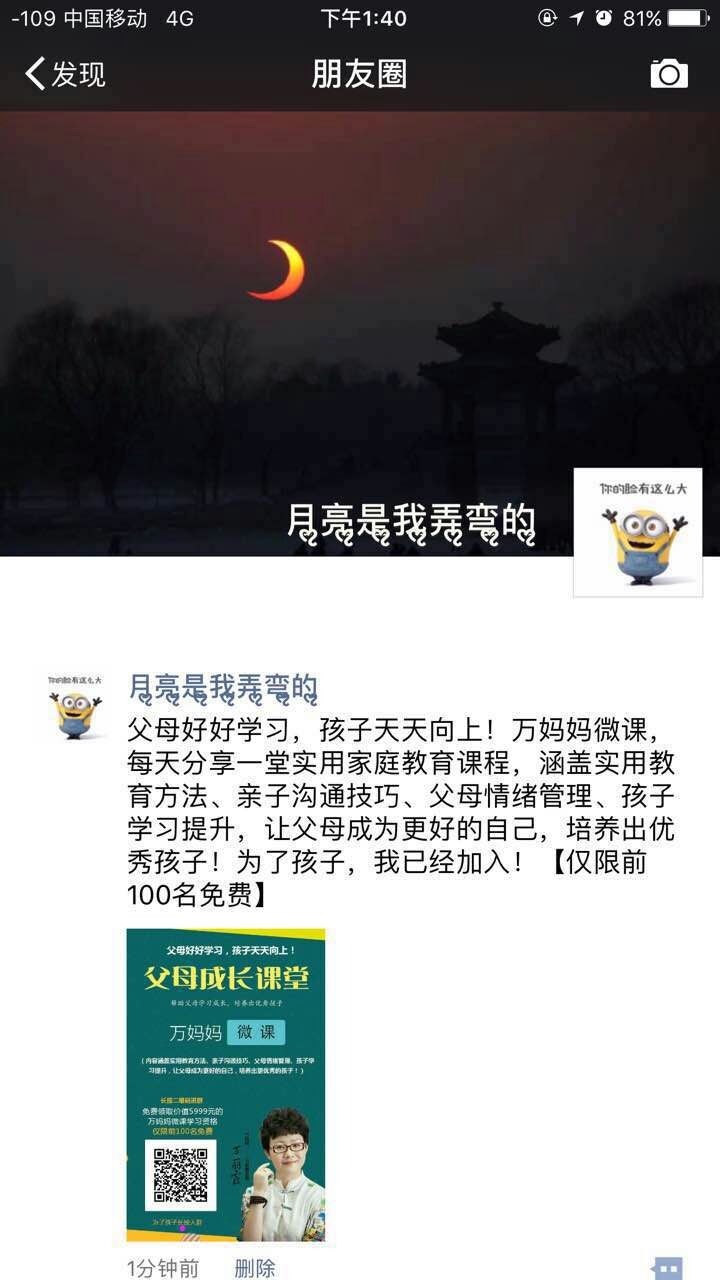 -109 中国移动 4G 下午1:40 81%
发现 朋友圈
你的脸有这么大
月亮是我弄弯的
你的脸有这么大
月亮是我弄弯的
父母好好学习，孩子天天向上！万妈妈微课，
每天分享一堂实用家庭教育课程，涵盖实用教
育方法、亲子沟通技巧、父母情绪管理、孩子
学习提升，让父母成为更好的自己，培养出优
秀孩子！为了孩子，我已经加入！【仅限前
100名免费】
父母好好学习，孩子天天向上！
父母成长课堂
帮助父母学习成长，培养出优秀孩子
万妈妈 微 课
（内容涵盖实用教育方法、亲子沟通技巧、父母情绪管理、孩子学
习提升，让父母成为更好的自己，培养出更优秀的孩子！）
长按二维码进群
免费领取价值5999元的
万妈妈微课学习资格
仅限前100名免费
为了孩子长按入群
1分钟前 删除